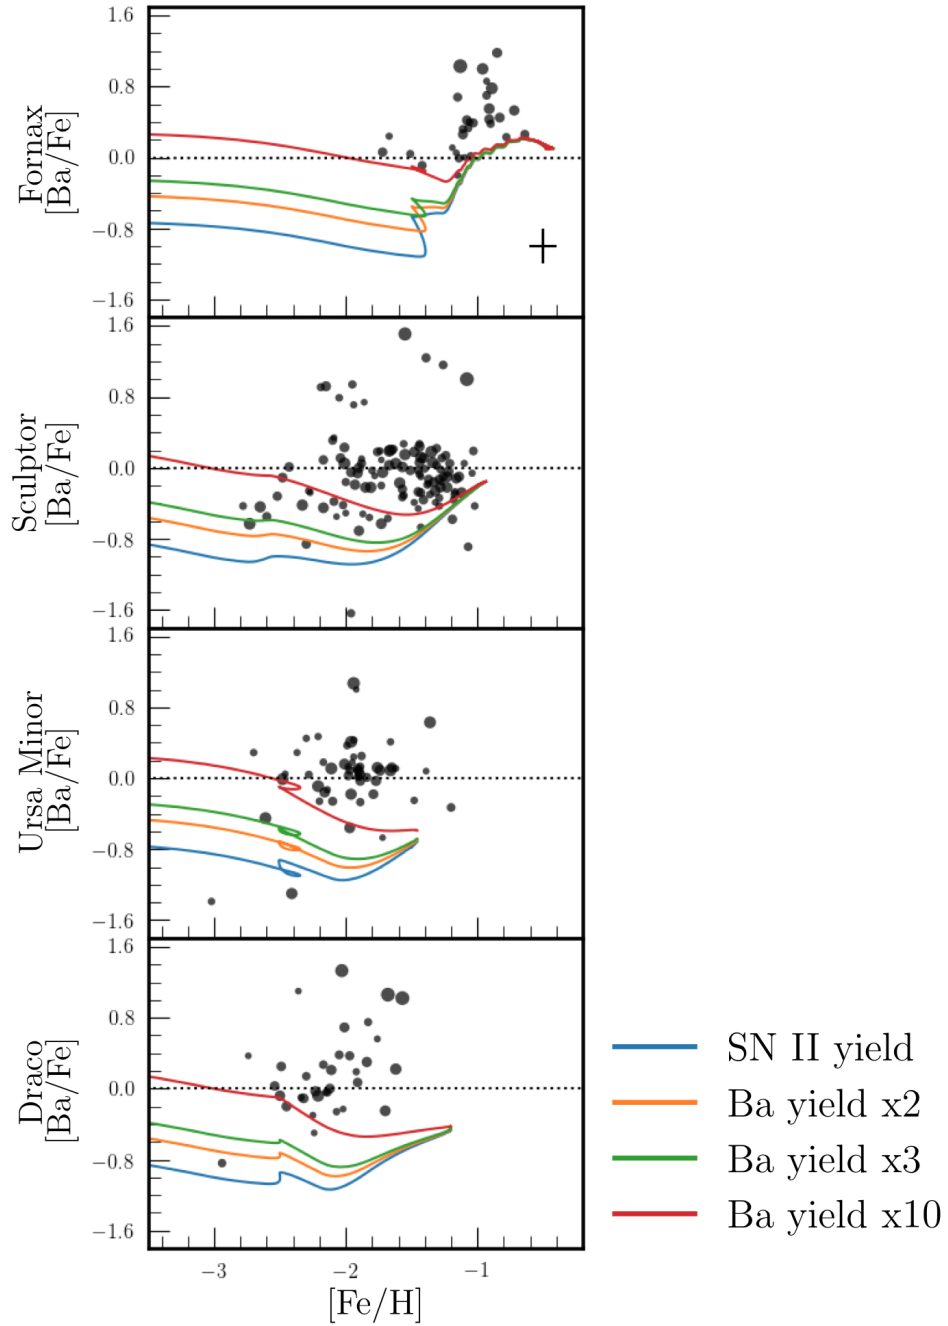 1.6
0.8
0.0
−0.8
−1.6
Fornax
[Ba/Fe]
1.6
0.8
0.0
−0.8
−1.6
Sculptor
[Ba/Fe]
1.6
0.8
0.0
−0.8
−1.6
Ursa Minor
[Ba/Fe]
1.6
0.8
0.0
−0.8
−1.6
Draco
[Ba/Fe]
−3 −2 −1
[Fe/H]
SN II yield
Ba yield x2
Ba yield x3
Ba yield x10